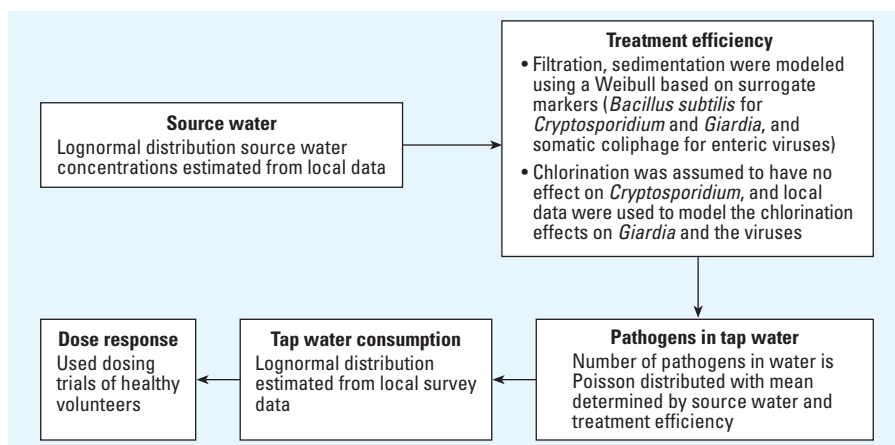 Source water
Lognormal distribution source water
concentrations estimated from local data
Treatment efficiency
• Filtration, sedimentation were modeled
using a Weibull based on surrogate
markers (Bacillus subtilis for
Cryptosporidium and Giardia, and
somatic coliphage for enteric viruses)
• Chlorination was assumed to have no
effect on Cryptosporidium, and local
data were used to model the chlorination
effects on Giardia and the viruses
Pathogens in tap water
Number of pathogens in water is
Poisson distributed with mean
determined by source water and
treatment efficiency
Tap water consumption
Lognormal distribution
estimated from local survey
data
Dose response
Used dosing
trials of healthy
volunteers